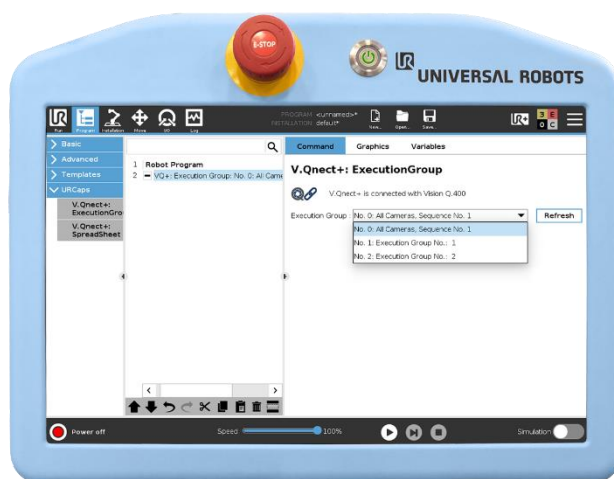 E-STOP
UNIVERSAL ROBOTS
Run Program Installation Move I/O Log
PROGRAM <unnamed>*
INSTALLATION default*
New... Open... Save...
UR+
3 E
0 C
Basic
Advanced
Templates
URCaps
V.Qnect+:
ExecutionGro
V.Qnect+:
SpreadSheet
1 Robot Program
2 VQ+: Execution Group: No. 0: All Came
Command Graphics Variables
V.Qnect+: ExecutionGroup
V.Qnect+ is connected with Vision Q.400
Execution Group : No. 0: All Cameras, Sequence No. 1 Refresh
No. 0: All Cameras, Sequence No. 1
No. 1: Execution Group No.: 1
No. 2: Execution Group No.: 2
Power off
Speed 100%
Simulation